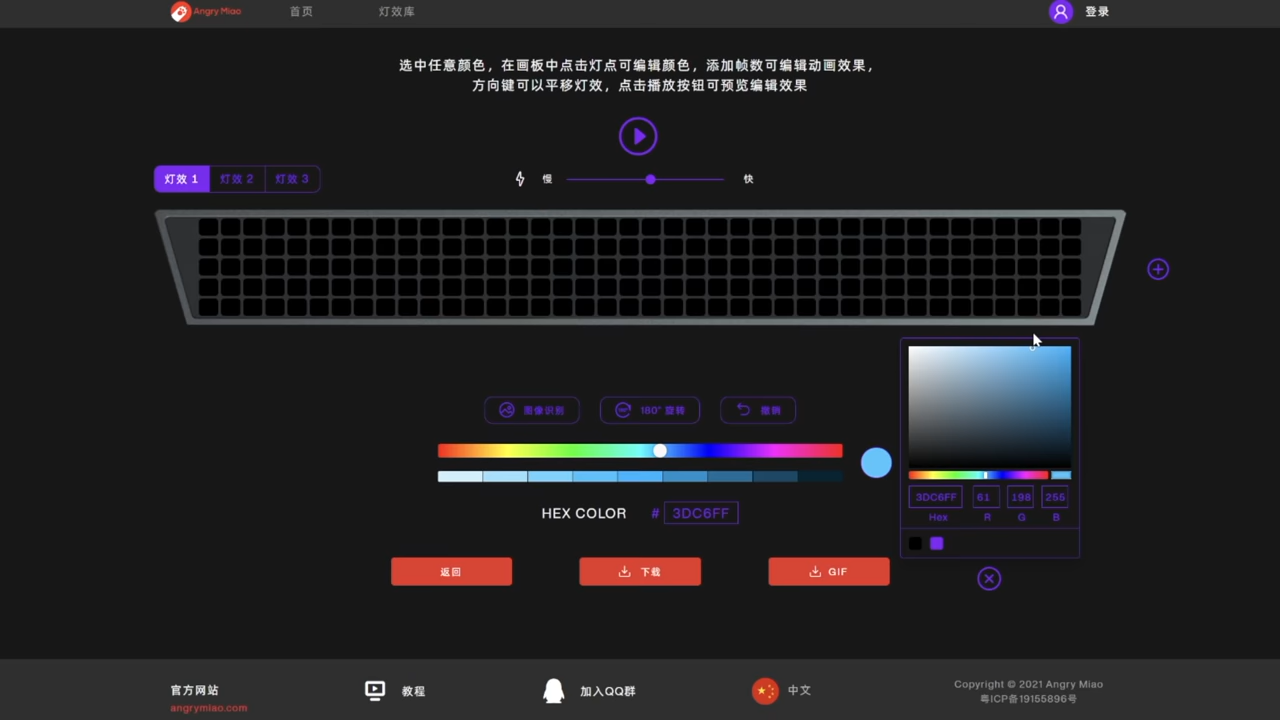 Angry Miao
首页
灯效库
登录
选中任意颜色，在画板中点击灯点可编辑颜色，添加帧数可编辑动画效果，
方向键可以平移灯效，点击播放按钮可预览编辑效果
灯效 1
灯效 2
灯效 3
慢
快
图像识别
180° 旋转
撤销
HEX COLOR # 3DC6FF
3DC6FF 61 198 255
Hex R G B
返回
下载
GIF
官方网站
angrymiao.com
教程
加入QQ群
中文
Copyright © 2021 Angry Miao
粤ICP备19155896号